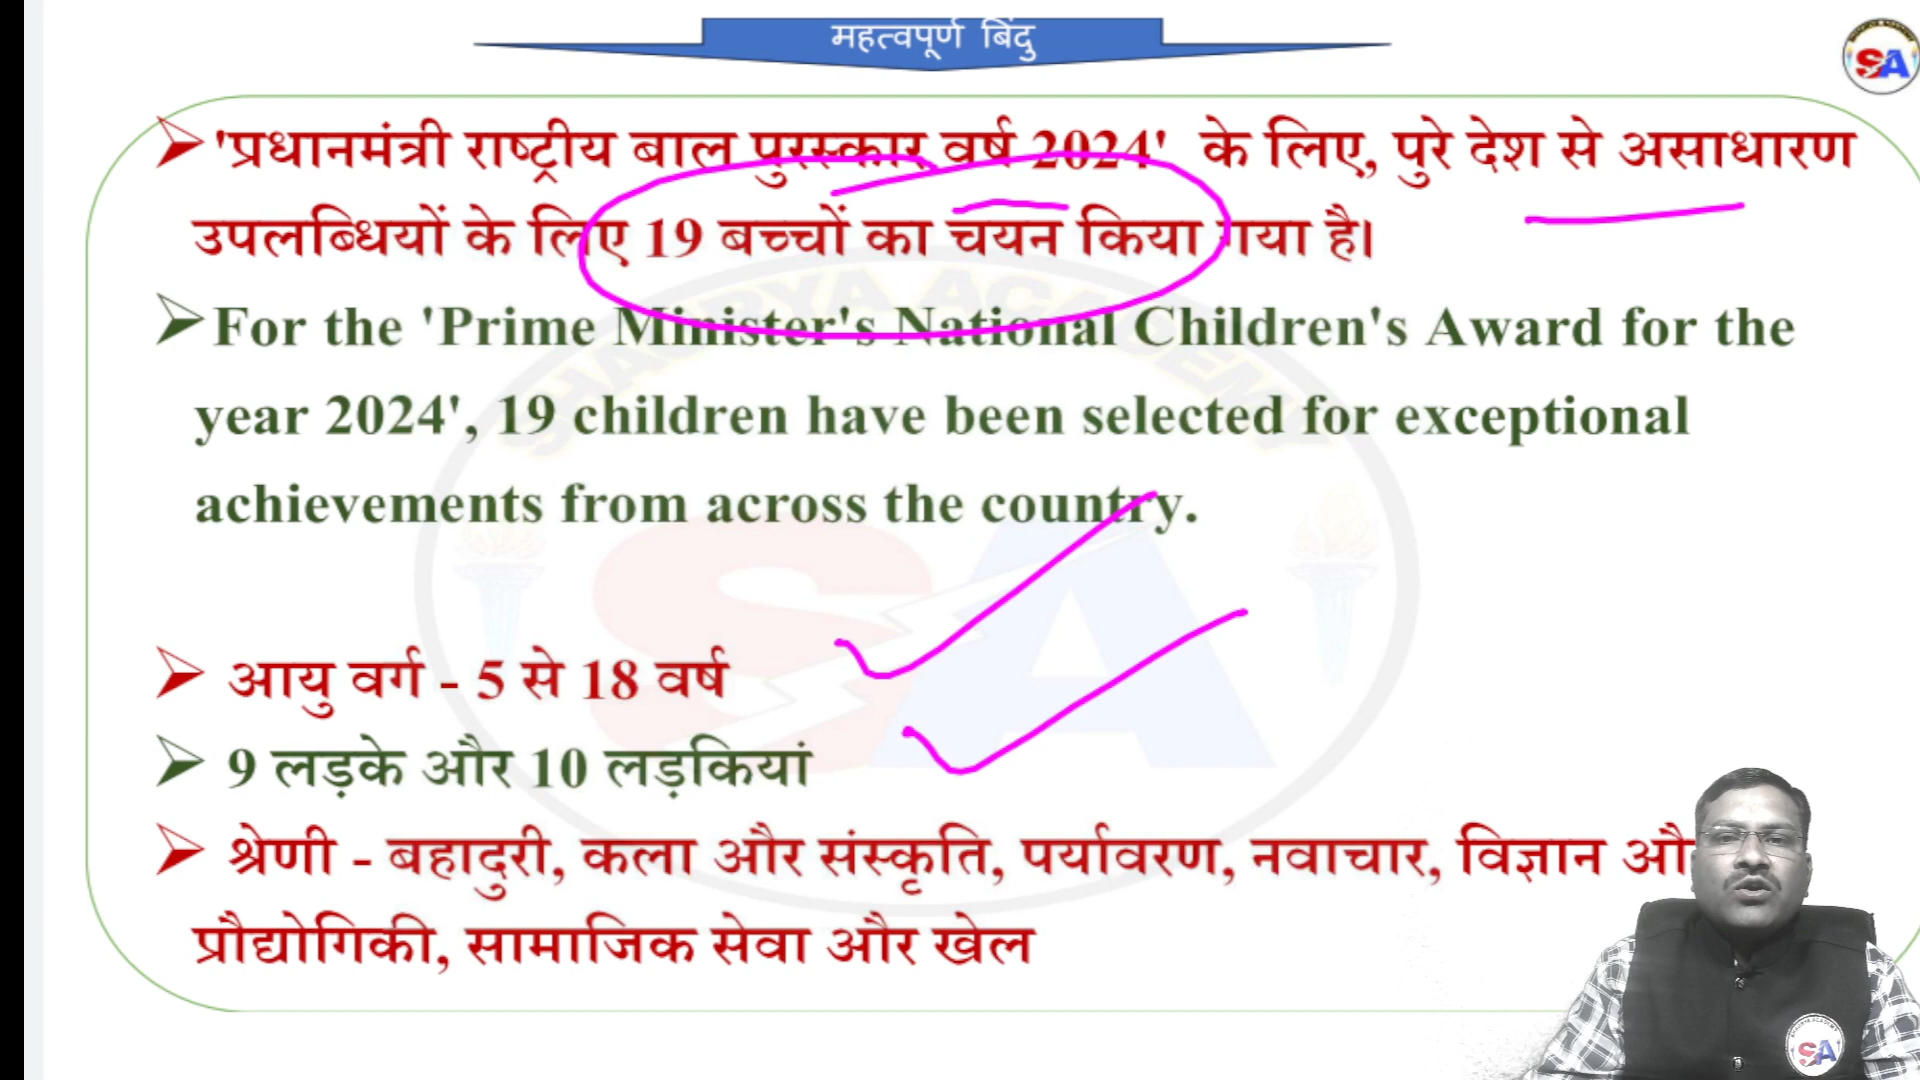 महत्वपूर्ण बिंदु
SA
'प्रधानमंत्री राष्ट्रीय बाल पुरस्कार वर्ष 2024' के लिए, पुरे देश से असाधारण
उपलब्धियों के लिए 19 बच्चों का चयन किया गया है।
For the 'Prime Minister's National Children's Award for the
year 2024', 19 children have been selected for exceptional
achievements from across the country.
आयु वर्ग - 5 से 18 वर्ष
9 लड़के और 10 लड़कियां
श्रेणी - बहादुरी, कला और संस्कृति, पर्यावरण, नवाचार, विज्ञान
प्रौद्योगिकी, सामाजिक सेवा और खेल
SA